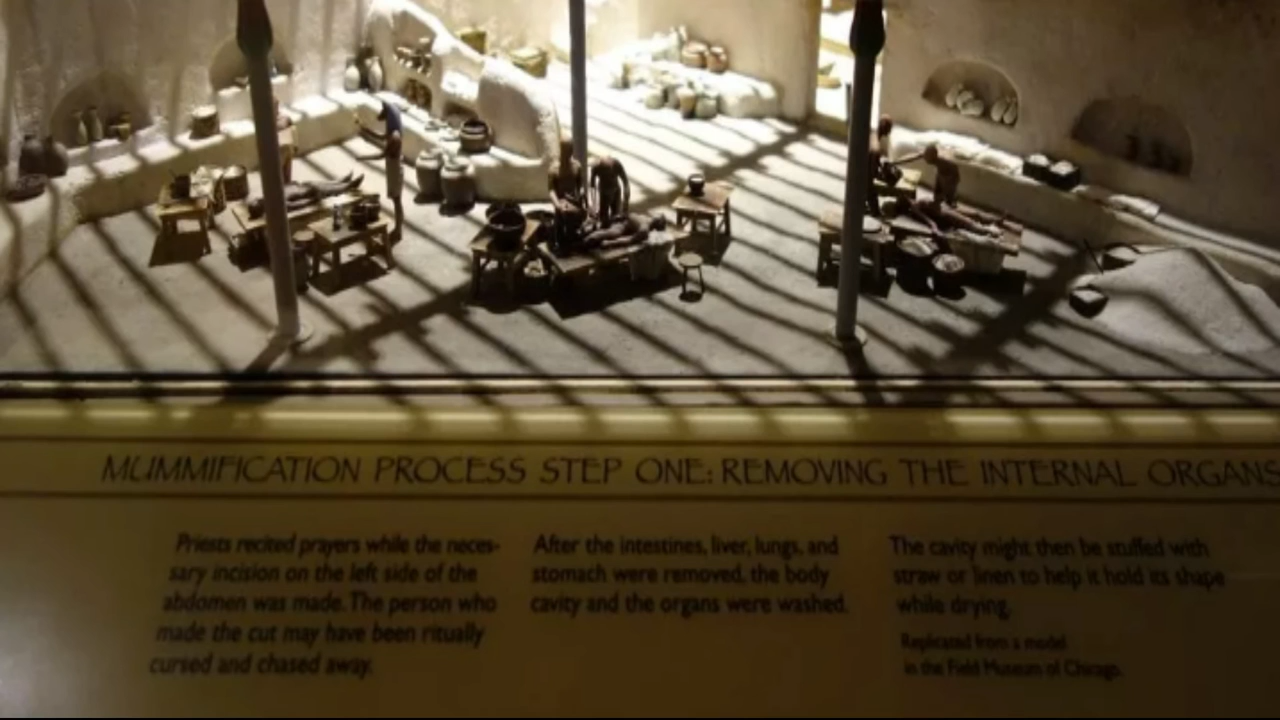 MUMMIFICATION PROCESS STEP ONE: REMOVING THE INTERNAL ORGANS
Priests recited prayers while the neces-
sary incision on the left side of the
abdomen was made. The person who
made the cut may have been ritually
cursed and chased away.
After the intestines, liver, lungs, and
stomach were removed, the body
cavity and the organs were washed.
The cavity might then be stuffed with
straw or linen to help it hold its shape
while drying.
Replicated from a model
in the Field Museum of Chicago.